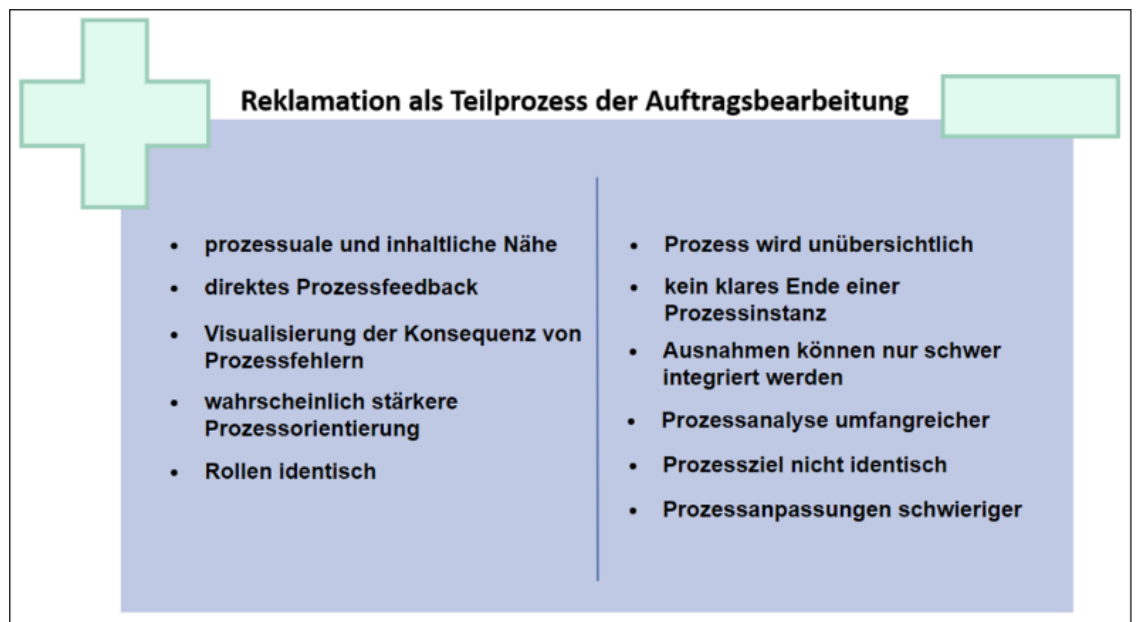 Reklamation als Teilprozess der Auftragsbearbeitung
• prozessuale und inhaltliche Nähe
• direktes Prozessfeedback
• Visualisierung der Konsequenz von
Prozessfehlern
• wahrscheinlich stärkere
Prozessorientierung
• Rollen identisch
• Prozess wird unübersichtlich
• kein klares Ende einer
Prozessinstanz
• Ausnahmen können nur schwer
integriert werden
• Prozessanalyse umfangreicher
• Prozessziel nicht identisch
• Prozessanpassungen schwieriger